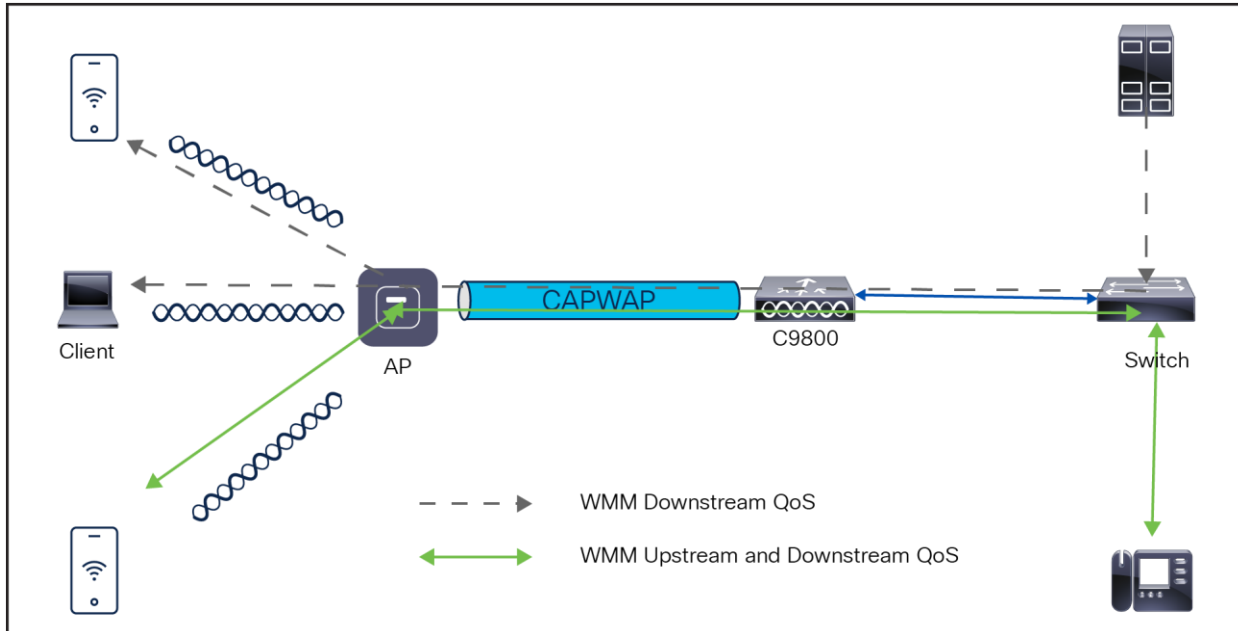 CAPWAP
C9800
Client
AP
Switch
WMM Downstream QoS
WMM Upstream and Downstream QoS